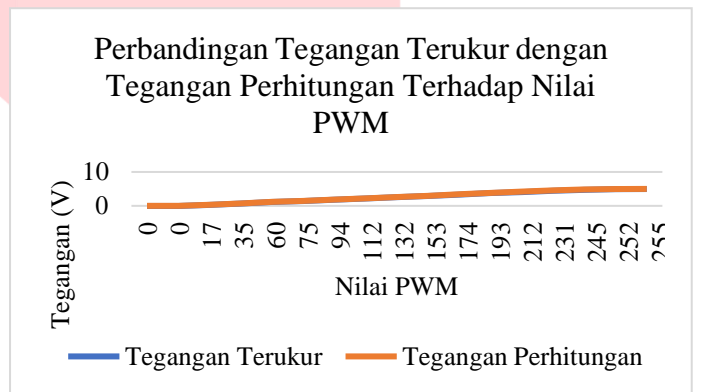 Perbandingan Tegangan Terukur dengan
Tegangan Perhitungan Terhadap Nilai
PWM
Tegangan (V)
10
0
0
0
17
35
60
75
94
112
132
153
174
193
212
231
245
252
255
Nilai PWM
Tegangan Terukur
Tegangan Perhitungan